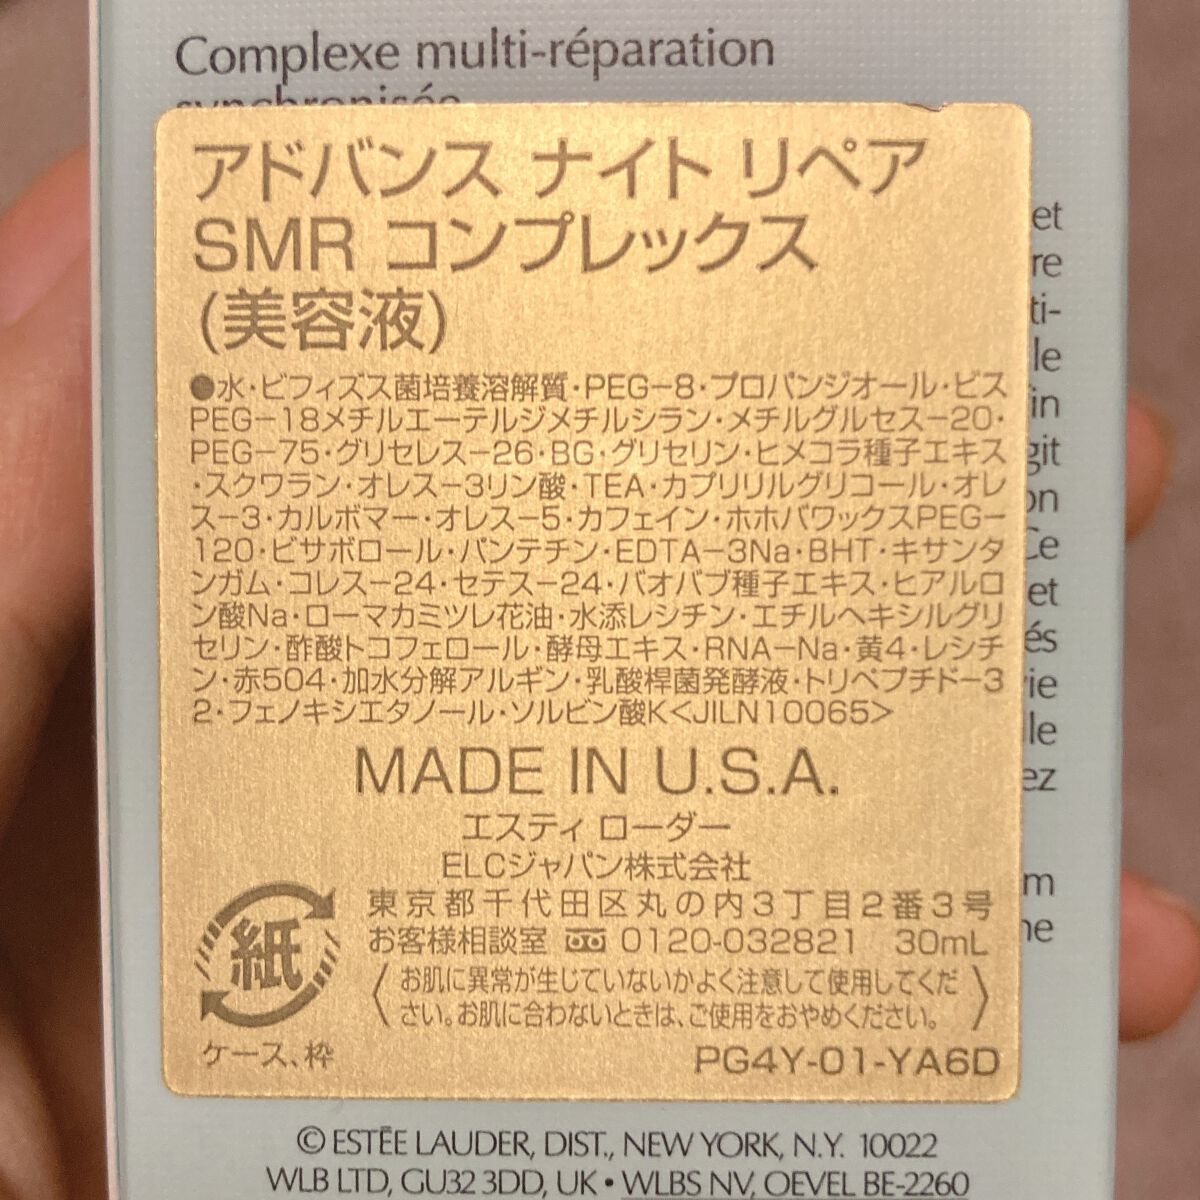 Complexe multi-réparation
synchronisée
アドバンス ナイト リペア
SMR コンプレックス
(美容液)
et
re
ti-
le
in
git
on
Ce
et
és
vie
le
ez
m
ne
●水・ビフィズス菌培養溶解質・PEG-8・プロパンジオール・ビス
PEG-18メチルエーテルジメチルシラン・メチルグルセス-20・
PEG-75・グリセレス-26・BG・グリセリン・ヒメコラ種子エキス
・スクワラン・オレス-3リン酸・TEA・カプリリルグリコール・オレ
ス-3・カルボマー・オレス-5・カフェイン・ホホバワックスPEG-
120・ビサボロール・パンテチン・EDTA-3Na・BHT・キサンタ
ンガム・コレス-24・セテス-24・バオバブ種子エキス・ヒアルロ
ン酸Na・ローマカミツレ花油・水添レシチン・エチルヘキシルグリ
セリン・酢酸トコフェロール・酵母エキス・RNA-Na・黄4・レシチ
ン・赤504・加水分解アルギン・乳酸桿菌発酵液・トリペプチド-3
2・フェノキシエタノール・ソルビン酸K<JILN10065>
MADE IN U.S.A.
エスティ ローダー
ELCジャパン株式会社
東京都千代田区丸の内3丁目2番3号
お客様相談室 0120-032821 30mL
〈お肌に異常が生じていないかよく注意して使用してくだ
さい。お肌に合わないときは、ご使用をおやめください。〉
紙
ケース、枠
PG4Y-01-YA6D
© ESTĒE LAUDER, DIST., NEW YORK, N.Y. 10022
WLB LTD, GU32 3DD, UK • WLBS NV, OEVEL BE-2260